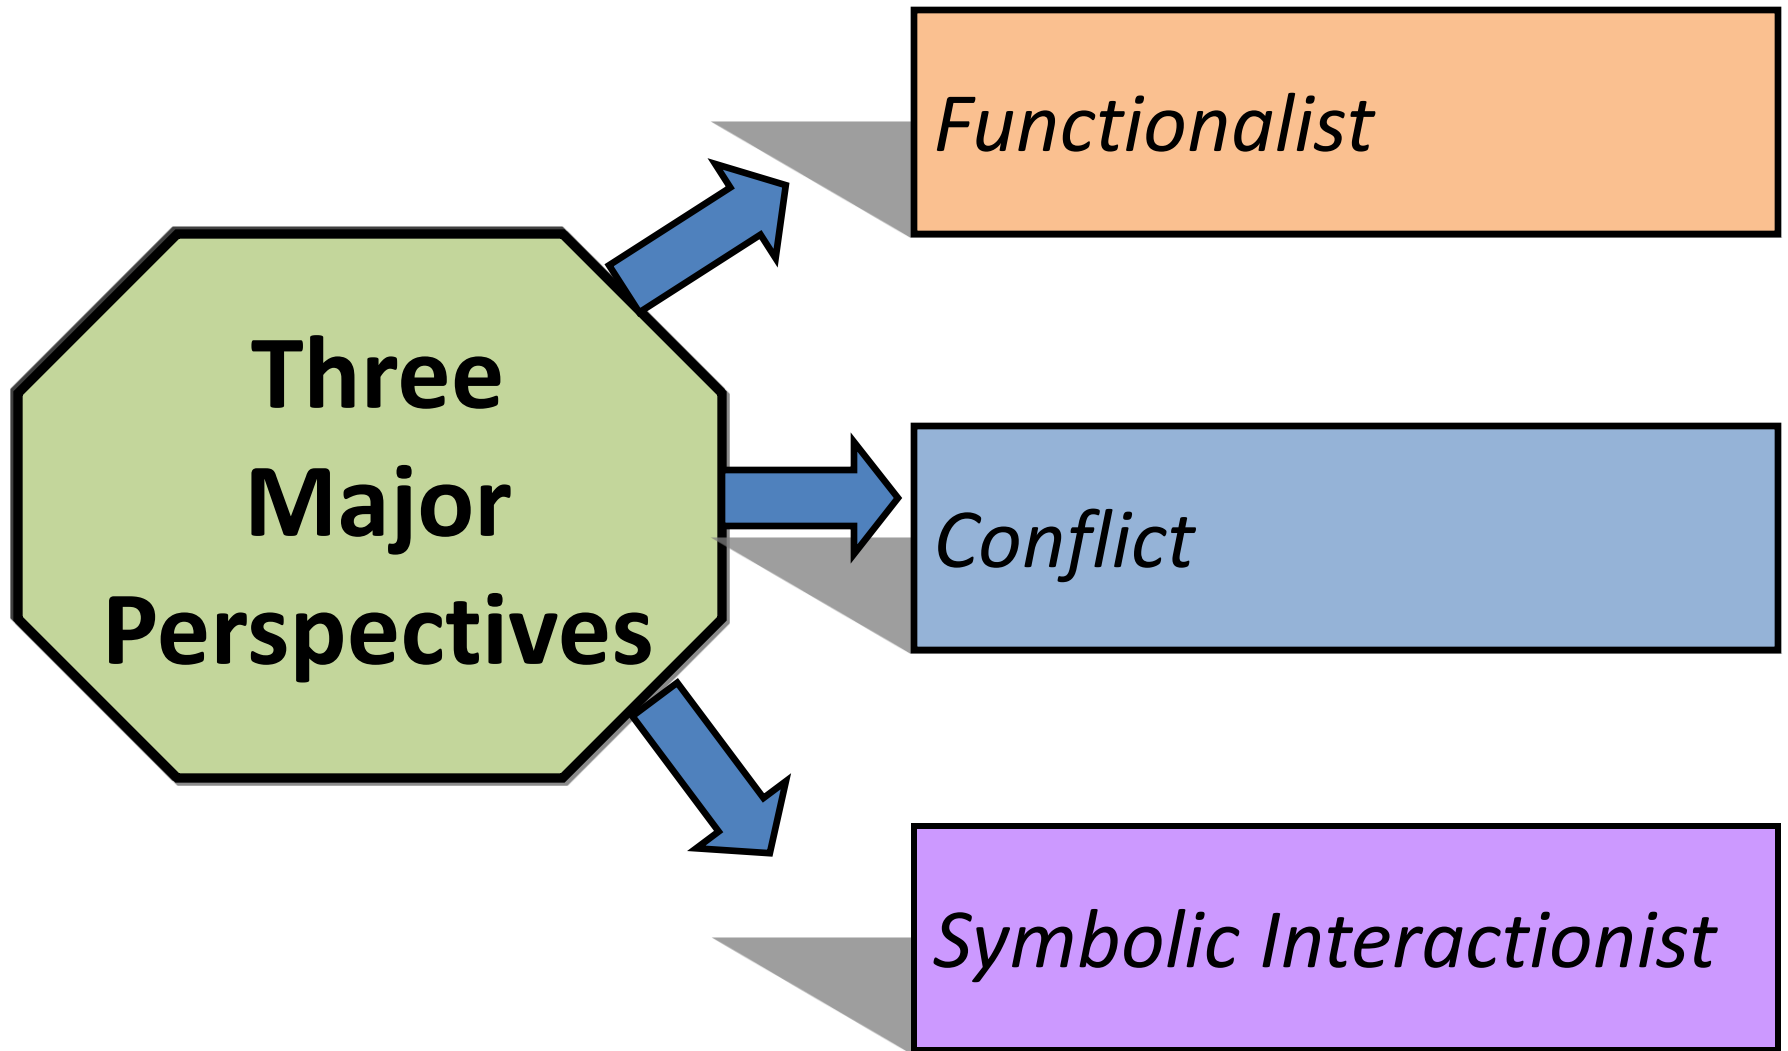 Three
Major
Perspectives
Functionalist
Conflict
Symbolic Interactionist